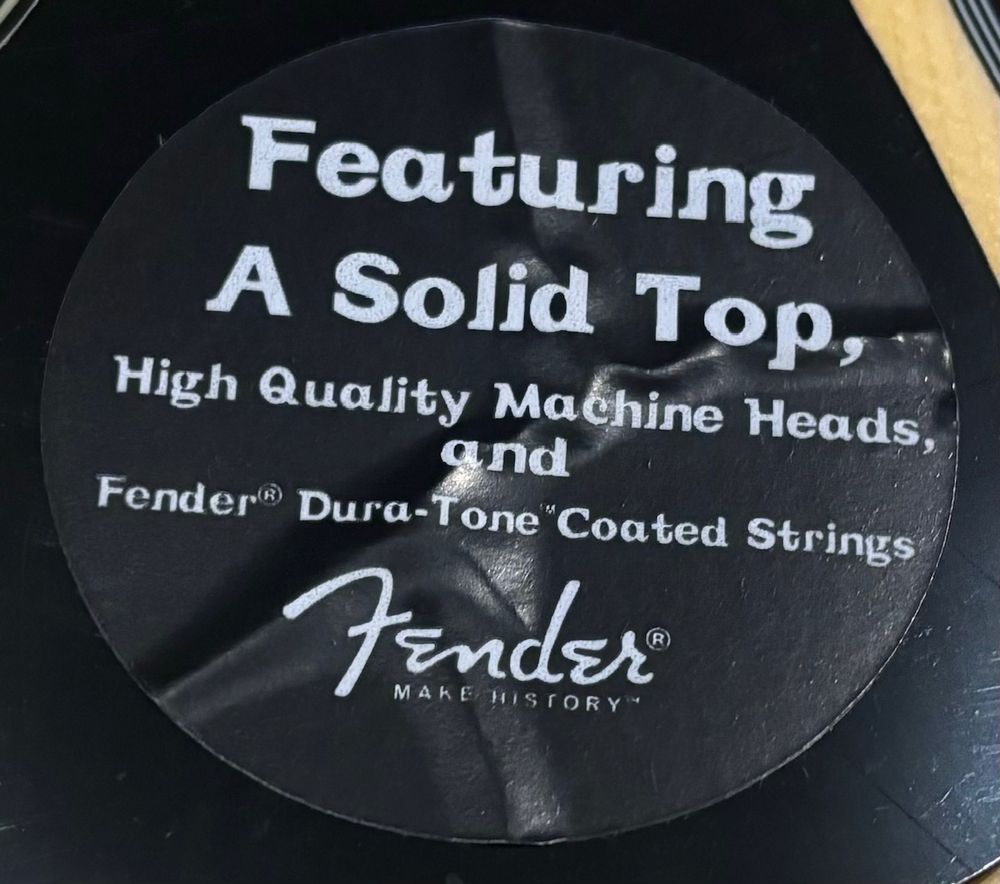 Featuring
A Solid Top,
High Quality Machine Heads,
and
Fender® Dura-Tone™ Coated Strings
Fender®
MAKE HISTORY™